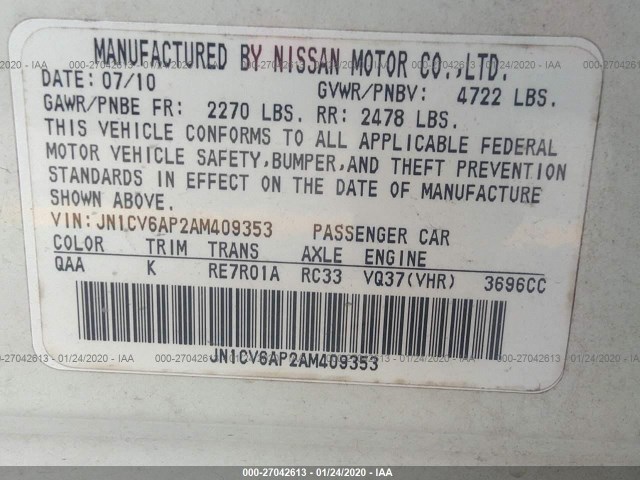 MANUFACTURED BY NISSAN MOTOR CO.,LTD.
DATE: 07/10 GVWR/PNBV: 4722 LBS.
GAWR/PNBE FR: 2270 LBS. RR: 2478 LBS.
THIS VEHICLE CONFORMS TO ALL APPLICABLE FEDERAL
MOTOR VEHICLE SAFETY,BUMPER,AND THEFT PREVENTION
STANDARDS IN EFFECT ON THE DATE OF MANUFACTURE
SHOWN ABOVE.
VIN:JN1CV6AP2AM409353 PASSENGER CAR
COLOR TRIM TRANS AXLE ENGINE
QAA K RE7R01A RC33 VQ37(VHR) 3696CC
JN1CV6AP2AM409353
000-27042613 - 01/24/2020 - IAA